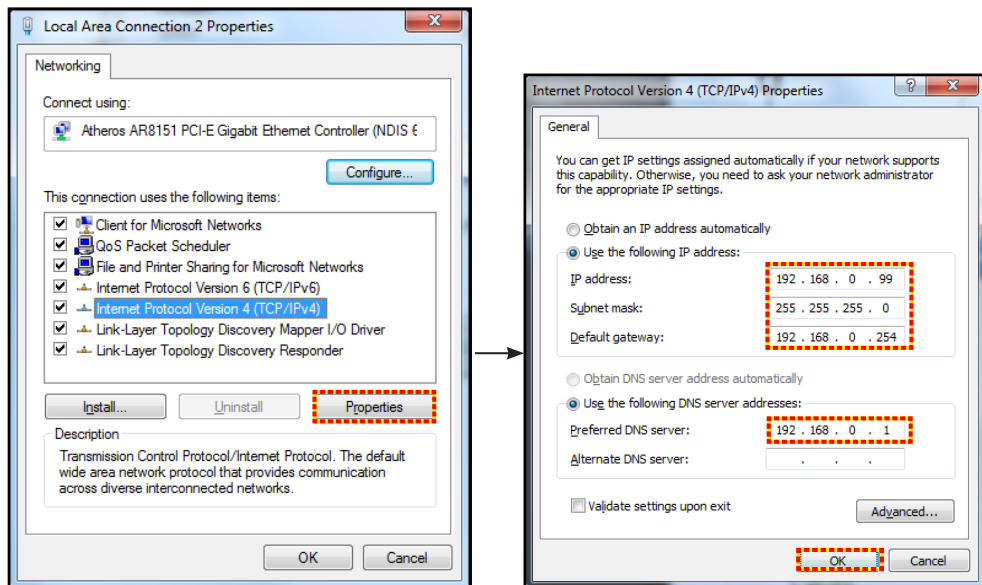 Local Area Connection 2 Properties
Networking
Connect using:
Atheros AR8151 PCI-E Gigabit Ethernet Controller (NDIS 6
Configure...
This connection uses the following items:
Client for Microsoft Networks
QoS Packet Scheduler
File and Printer Sharing for Microsoft Networks
Internet Protocol Version 6 (TCP/IPv6)
Internet Protocol Version 4 (TCP/IPv4)
Link-Layer Topology Discovery Mapper I/O Driver
Link-Layer Topology Discovery Responder
Install...
Uninstall
Properties
Description
Transmission Control Protocol/Internet Protocol. The default
wide area network protocol that provides communication
across diverse interconnected networks.
OK
Cancel
Internet Protocol Version 4 (TCP/IPv4) Properties
?
General
You can get IP settings assigned automatically if your network supports
this capability. Otherwise, you need to ask your network administrator
for the appropriate IP settings.
Obtain an IP address automatically
Use the following IP address:
IP address: 192 . 168 . 0 . 99
Subnet mask: 255 . 255 . 255 . 0
Default gateway: 192 . 168 . 0 . 254
Obtain DNS server address automatically
Use the following DNS server addresses:
Preferred DNS server: 192 . 168 . 0 . 1
Alternate DNS server: . . .
Validate settings upon exit
Advanced...
OK
Cancel